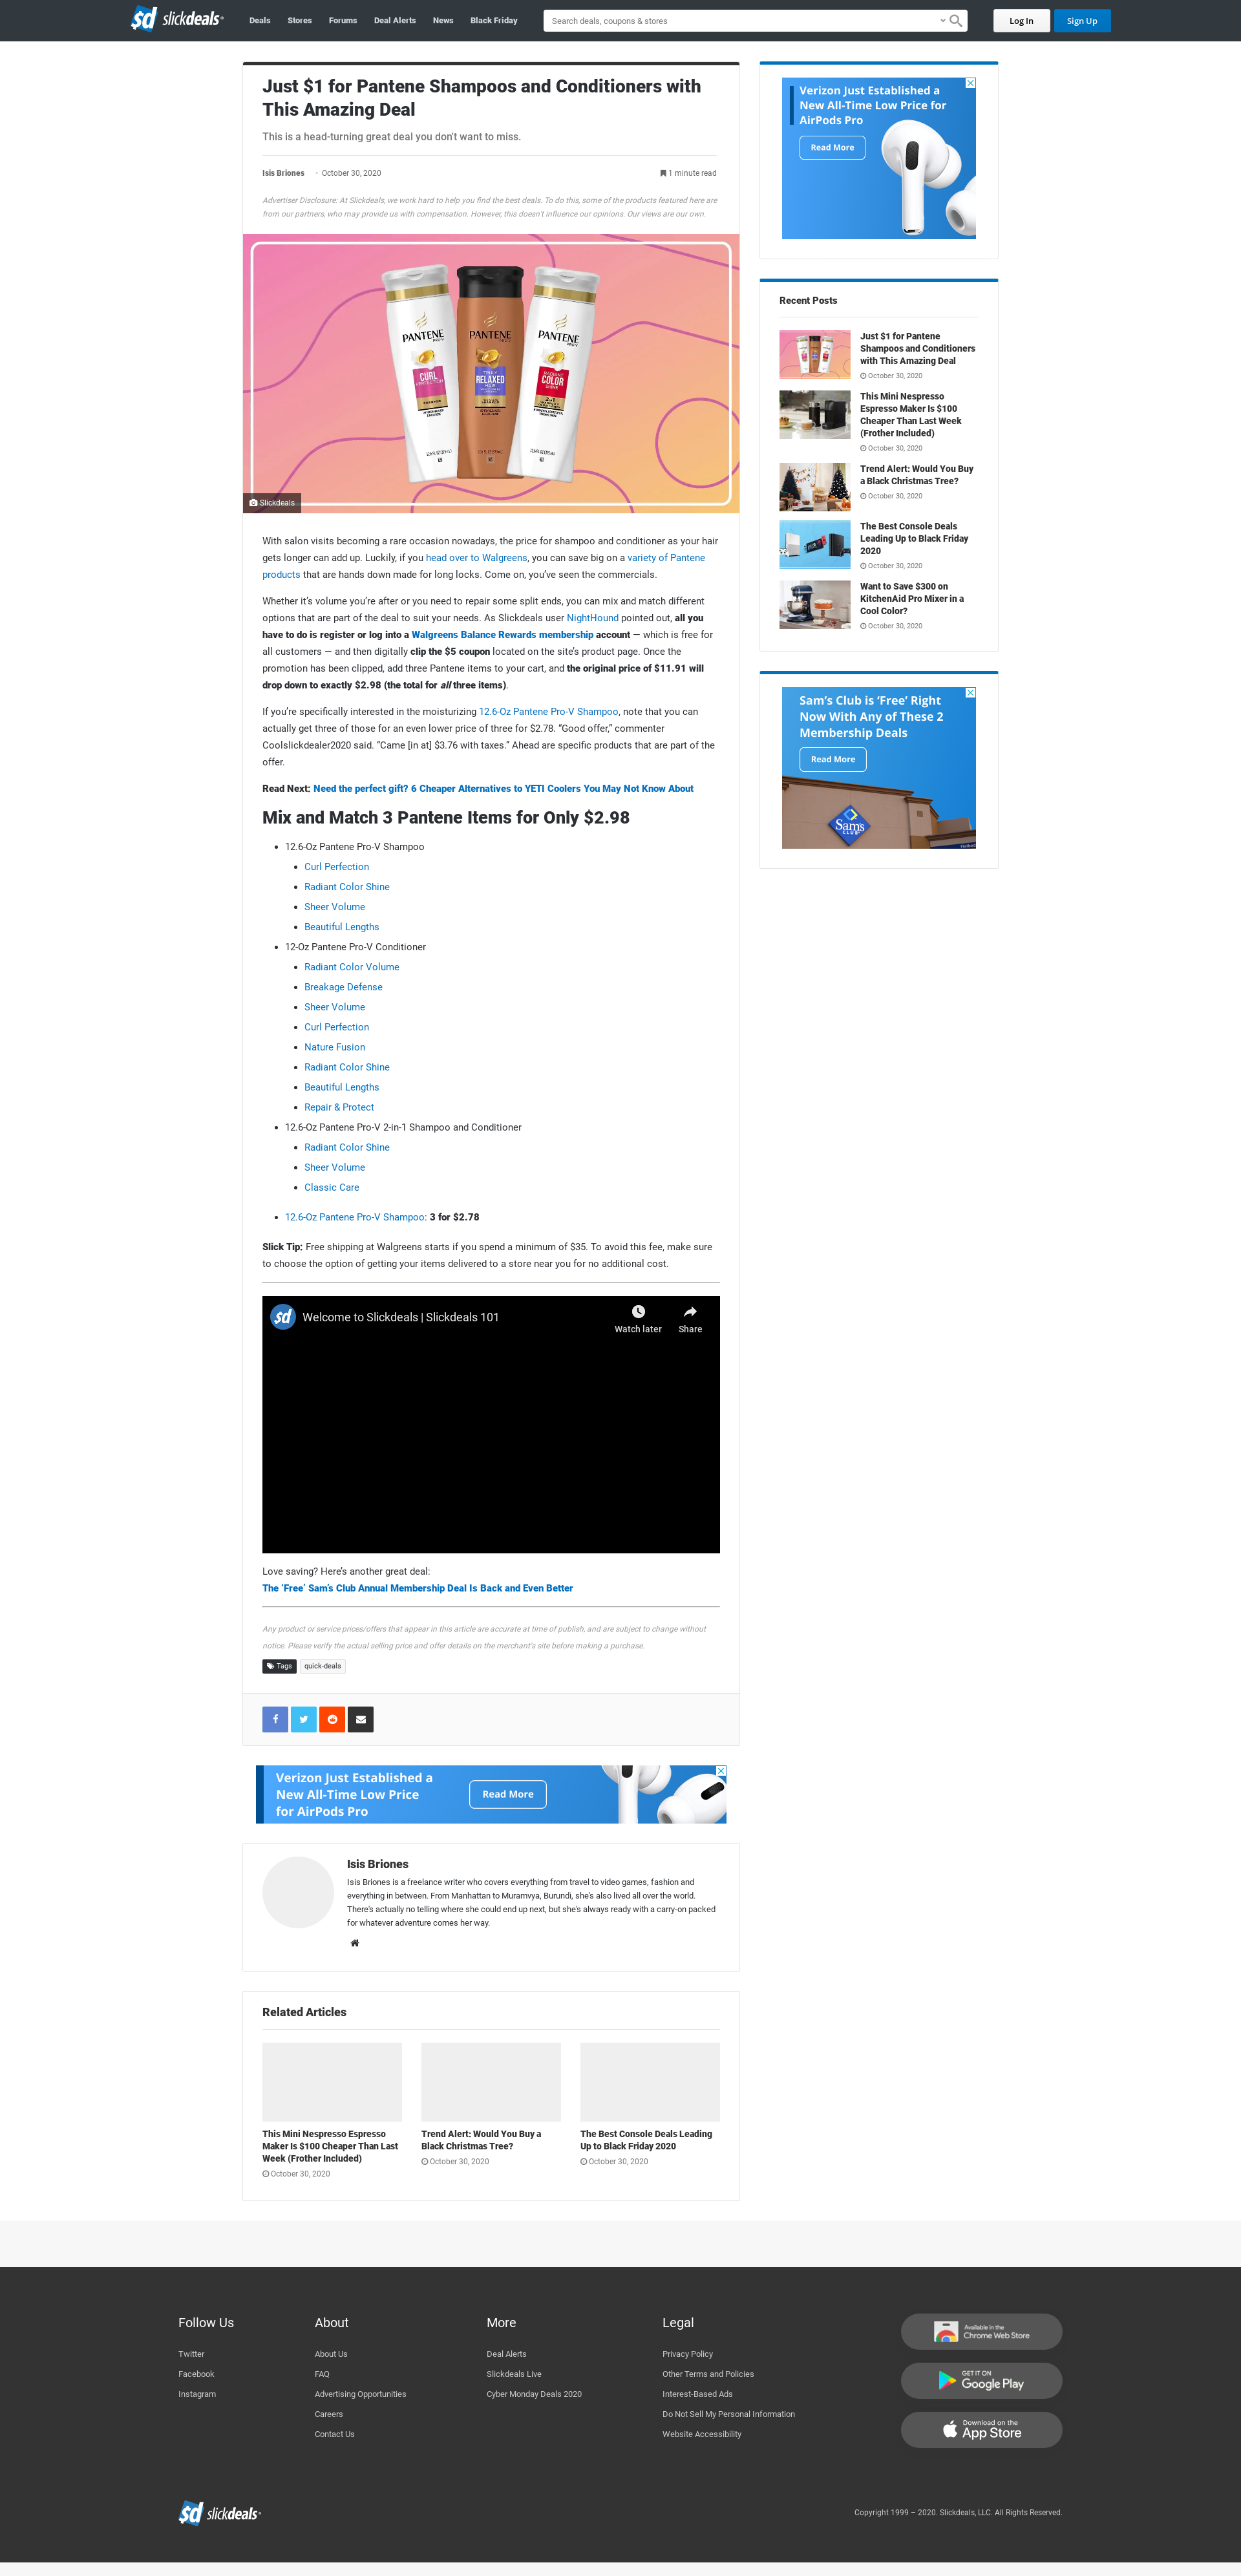 slickdeals
Deals
Stores
Forums
Deal Alerts
News
Black Friday
Search deals, coupons & stores
Log In
Sign Up
Just $1 for Pantene Shampoos and Conditioners with
This Amazing Deal
This is a head-turning great deal you don't want to miss.
Isis Briones
October 30, 2020
1 minute read
Advertiser Disclosure: At Slickdeals, we work hard to help you find the best deals. To do this, some of the products featured here are
from our partners, who may provide us with compensation. However, this doesn't influence our opinions. Our views are our own.
PANTENE
PRO-V
CURL
PERFECTION
PANTENE
PRO-V
TRULY
RELAXED
HAIR
PANTENE
PRO-V
RADIANT
COLOR
SHINE
2 in 1
Slickdeals
With salon visits becoming a rare occasion nowadays, the price for shampoo and conditioner as your hair
gets longer can add up. Luckily, if you head over to Walgreens, you can save big on a variety of Pantene
products that are hands down made for long locks. Come on, you've seen the commercials.
Whether it's volume you're after or you need to repair some split ends, you can mix and match different
options that are part of the deal to suit your needs. As Slickdeals user NightHound pointed out, all you
have to do is register or log into a Walgreens Balance Rewards membership account — which is free for
all customers — and then digitally clip the $5 coupon located on the site's product page. Once the
promotion has been clipped, add three Pantene items to your cart, and the original price of $11.91 will
drop down to exactly $2.98 (the total for all three items).
If you're specifically interested in the moisturizing 12.6-Oz Pantene Pro-V Shampoo, note that you can
actually get three of those for an even lower price of three for $2.78. "Good offer," commenter
Coolslickdealer2020 said. "Came [in at] $3.76 with taxes." Ahead are specific products that are part of the
offer.
Read Next: Need the perfect gift? 6 Cheaper Alternatives to YETI Coolers You May Not Know About
Mix and Match 3 Pantene Items for Only $2.98
12.6-Oz Pantene Pro-V Shampoo
Curl Perfection
Radiant Color Shine
Sheer Volume
Beautiful Lengths
12-Oz Pantene Pro-V Conditioner
Radiant Color Volume
Breakage Defense
Sheer Volume
Curl Perfection
Nature Fusion
Radiant Color Shine
Beautiful Lengths
Repair & Protect
12.6-Oz Pantene Pro-V 2-in-1 Shampoo and Conditioner
Radiant Color Shine
Sheer Volume
Classic Care
12.6-Oz Pantene Pro-V Shampoo: 3 for $2.78
Slick Tip: Free shipping at Walgreens starts if you spend a minimum of $35. To avoid this fee, make sure
to choose the option of getting your items delivered to a store near you for no additional cost.
Welcome to Slickdeals | Slickdeals 101
Watch later
Share
Love saving? Here's another great deal:
The 'Free' Sam's Club Annual Membership Deal Is Back and Even Better
Any product or service prices/offers that appear in this article are accurate at time of publish, and are subject to change without
notice. Please verify the actual selling price and offer details on the merchant's site before making a purchase.
Tags
quick-deals
Verizon Just Established a
New All-Time Low Price
for AirPods Pro
Read More
Isis Briones
Isis Briones is a freelance writer who covers everything from travel to video games, fashion and
everything in between. From Manhattan to Muramvya, Burundi, she's also lived all over the world.
There's actually no telling where she could end up next, but she's always ready with a carry-on packed
for whatever adventure comes her way.
Related Articles
This Mini Nespresso Espresso
Maker Is $100 Cheaper Than Last
Week (Frother Included)
October 30, 2020
Trend Alert: Would You Buy a
Black Christmas Tree?
October 30, 2020
The Best Console Deals Leading
Up to Black Friday 2020
October 30, 2020
Verizon Just Established a
New All-Time Low Price for
AirPods Pro
Read More
Recent Posts
Just $1 for Pantene
Shampoos and Conditioners
with This Amazing Deal
October 30, 2020
This Mini Nespresso
Espresso Maker Is $100
Cheaper Than Last Week
(Frother Included)
October 30, 2020
Trend Alert: Would You Buy
a Black Christmas Tree?
October 30, 2020
The Best Console Deals
Leading Up to Black Friday
2020
October 30, 2020
Want to Save $300 on
KitchenAid Pro Mixer in a
Cool Color?
October 30, 2020
Sam's Club is 'Free' Right
Now With Any of These 2
Membership Deals
Read More
Sam's
CLUB
Follow Us
Twitter
Facebook
Instagram
About
About Us
FAQ
Advertising Opportunities
Careers
Contact Us
More
Deal Alerts
Slickdeals Live
Cyber Monday Deals 2020
Legal
Privacy Policy
Other Terms and Policies
Interest-Based Ads
Do Not Sell My Personal Information
Website Accessibility
Available in the
Chrome Web Store
GET IT ON
Google Play
Download on the
App Store
slickdeals
Copyright 1999 – 2020. Slickdeals, LLC. All Rights Reserved.